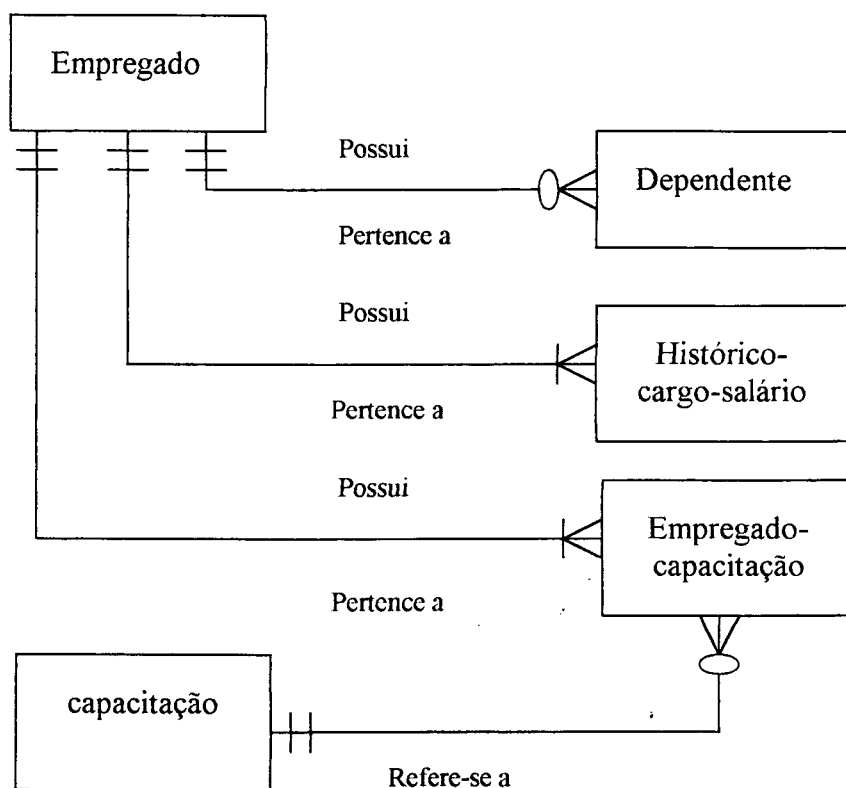 Empregado
Possui
Dependente
Pertence a
Possui
Histórico-
cargo-salário
Pertence a
Possui
Empregado-
capacitação
Pertence a
capacitação
Refere-se a